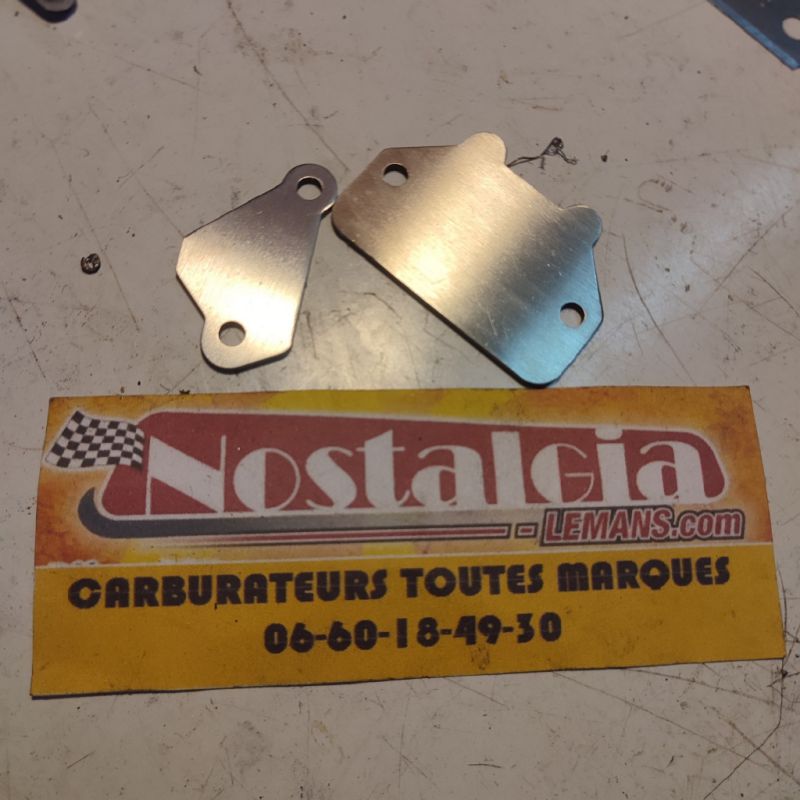 Nostalgia
-LEMANS.com
CARBURATEURS TOUTES MARQUES
06-60-18-49-30